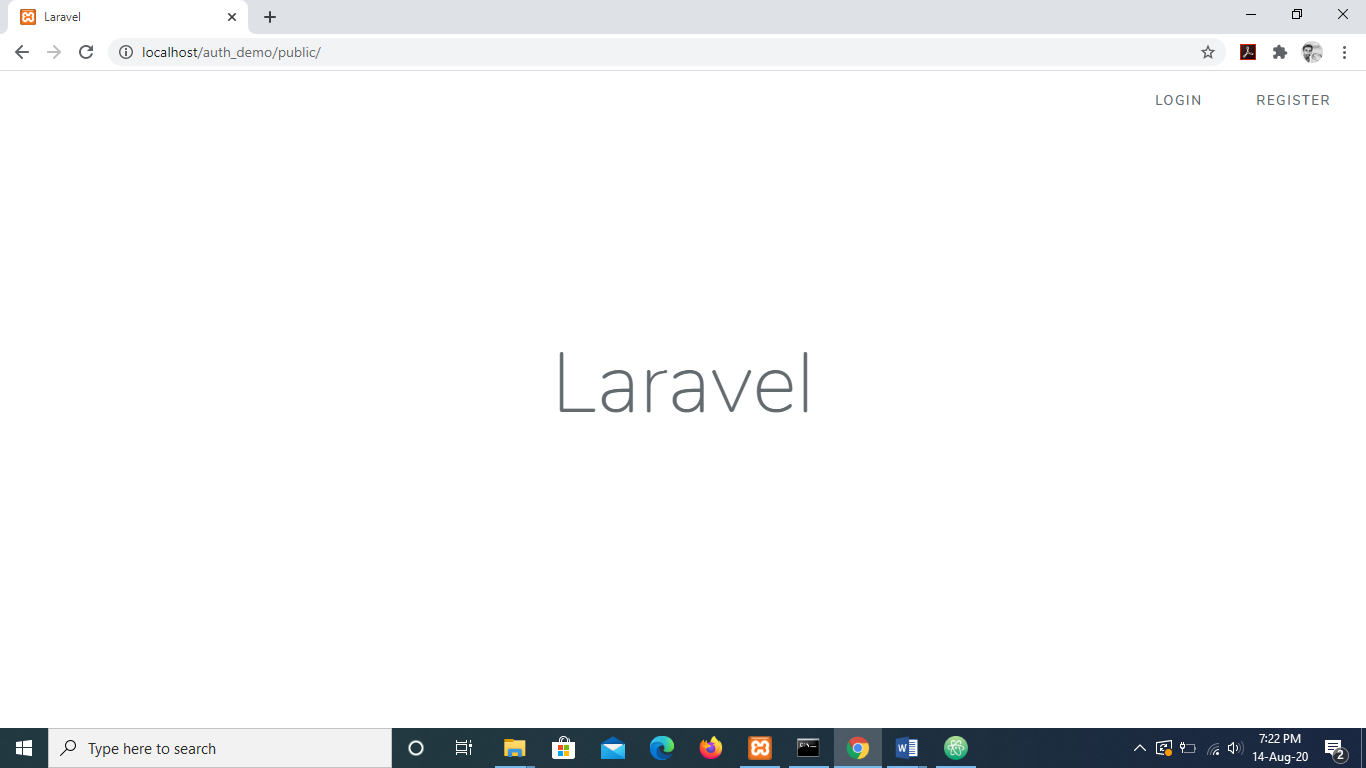 Laravel
localhost/auth_demo/public/
LOGIN REGISTER
Laravel
Type here to search
7:22 PM
14-Aug-20
2